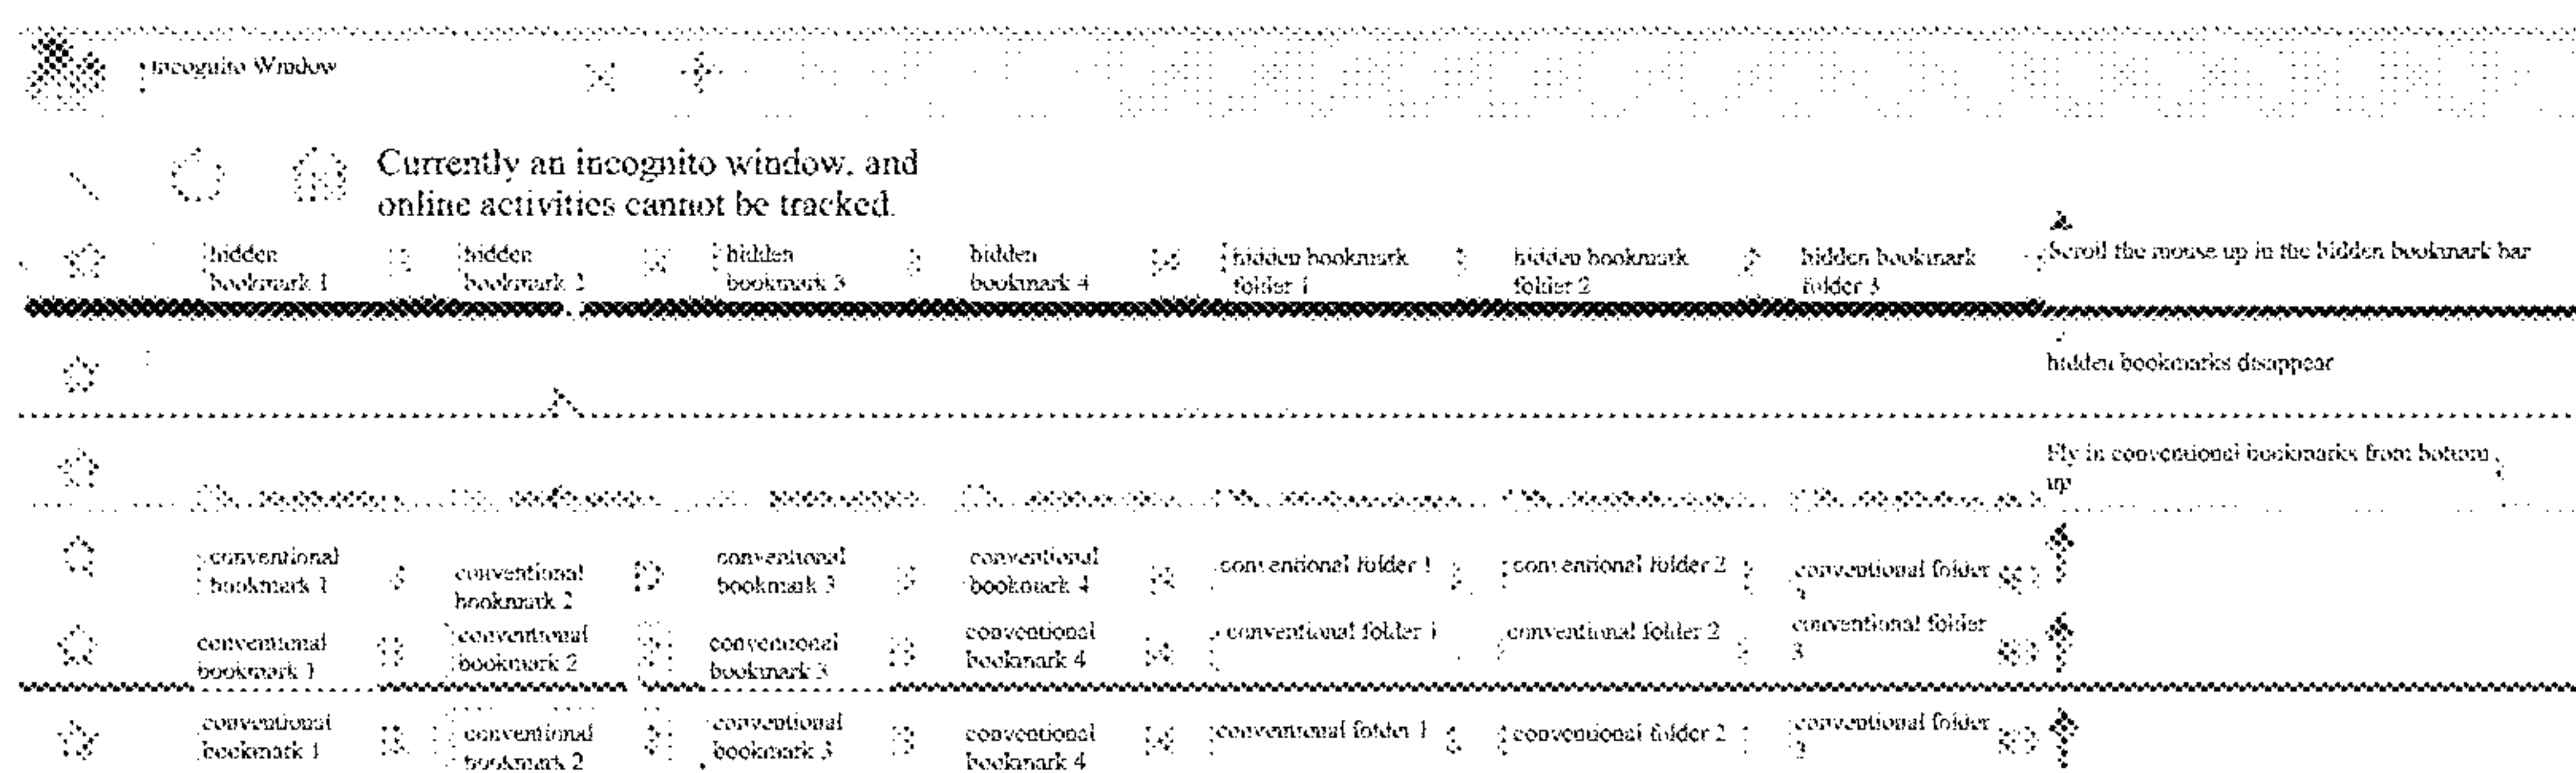 Incognito Window
Currently an incognito window, and
online activities cannot be tracked.
hidden
bookmark 1
hidden
bookmark 2
hidden
bookmark 3
hidden
bookmark 4
hidden bookmark
folder 1
hidden bookmark
folder 2
hidden bookmark
folder 3
Scroll the mouse up in the hidden bookmark bar
hidden bookmarks disappear
Fly in conventional bookmarks from bottom
up
conventional
bookmark 1
conventional
bookmark 2
conventional
bookmark 3
conventional
bookmark 4
conventional folder 1
conventional folder 2
conventional folder
3
conventional
bookmark 1
conventional
bookmark 2
conventional
bookmark 3
conventional
bookmark 4
conventional folder 1
conventional folder 2
conventional folder
3
conventional
bookmark 1
conventional
bookmark 2
conventional
bookmark 3
conventional
bookmark 4
conventional folder 1
conventional folder 2
conventional folder
3